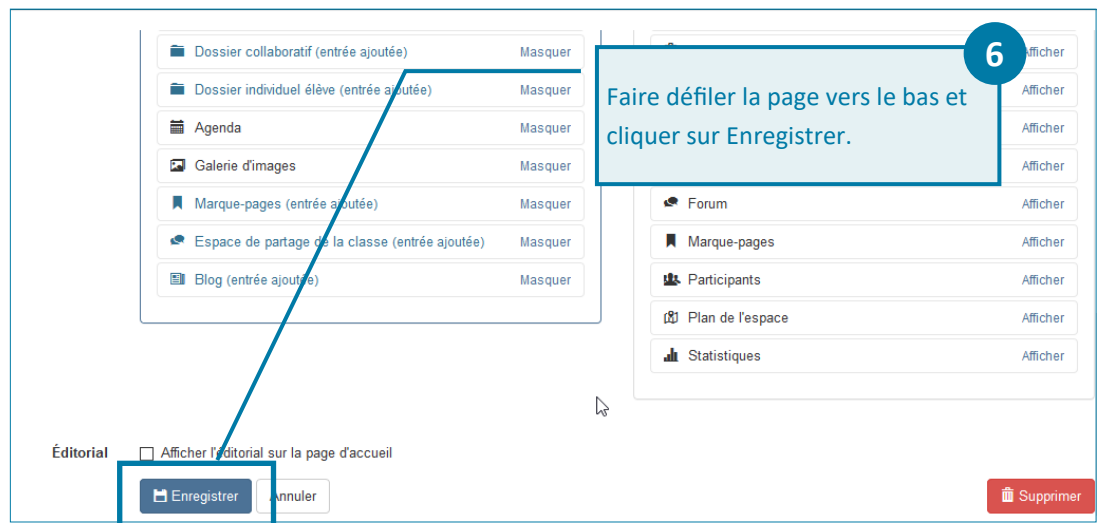 Dossier collaboratif (entrée ajoutée) Masquer
Dossier individuel élève (entrée ajoutée) Masquer
Agenda Masquer
Galerie d'images Masquer
Marque-pages (entrée ajoutée) Masquer
Espace de partage de la classe (entrée ajoutée) Masquer
Blog (entrée ajoutée) Masquer
6
Faire défiler la page vers le bas et
cliquer sur Enregistrer.
Afficher
Afficher
Afficher
Afficher
Forum Afficher
Marque-pages Afficher
Participants Afficher
Plan de l'espace Afficher
Statistiques Afficher
Éditorial Afficher l'éditorial sur la page d'accueil
Enregistrer Annuler Supprimer